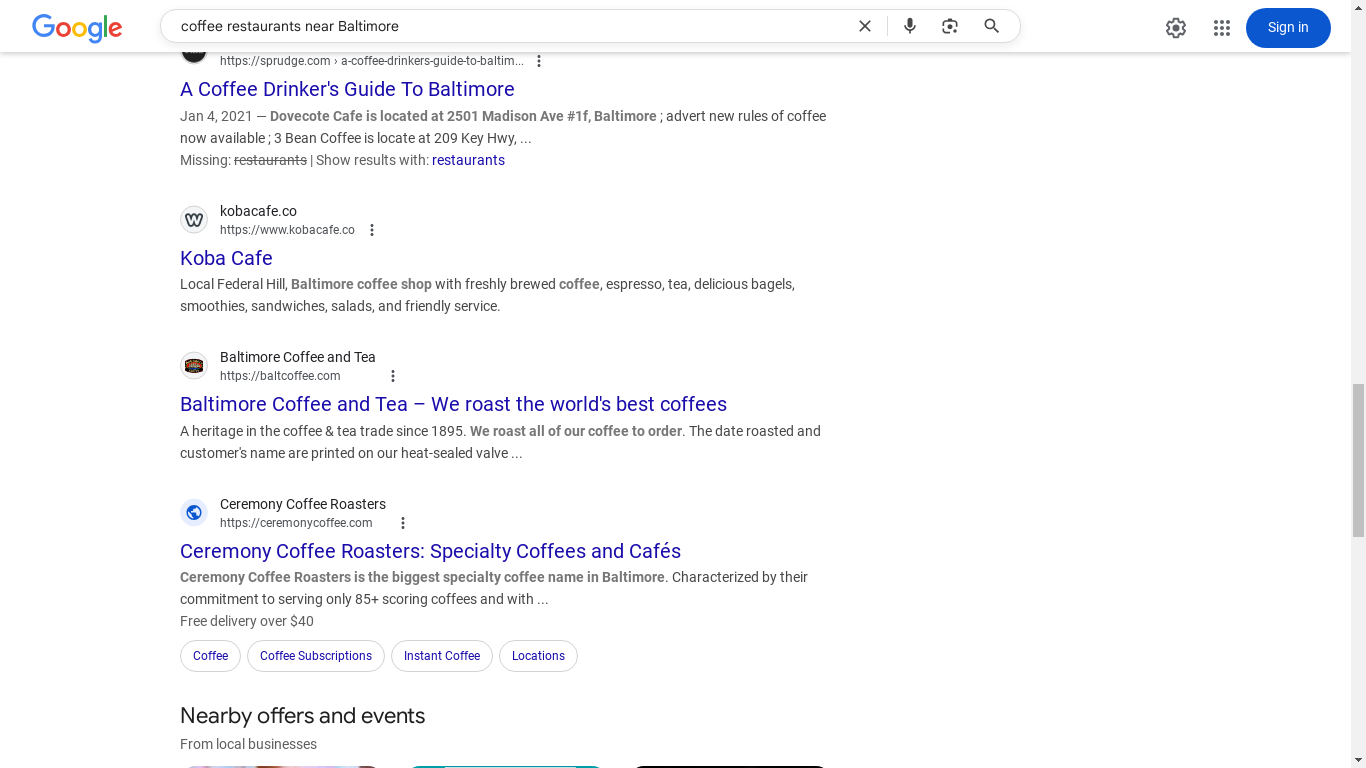 Google
coffee restaurants near Baltimore
Sign in
https://sprudge.com › a-coffee-drinkers-guide-to-baltim...
A Coffee Drinker's Guide To Baltimore
Jan 4, 2021 — Dovecote Cafe is located at 2501 Madison Ave #1f, Baltimore ; advert new rules of coffee
now available ; 3 Bean Coffee is locate at 209 Key Hwy, ...
Missing: restaurants | Show results with: restaurants
kobacafe.co
https://www.kobacafe.co
Koba Cafe
Local Federal Hill, Baltimore coffee shop with freshly brewed coffee, espresso, tea, delicious bagels,
smoothies, sandwiches, salads, and friendly service.
Baltimore Coffee and Tea
https://baltcoffee.com
Baltimore Coffee and Tea – We roast the world's best coffees
A heritage in the coffee & tea trade since 1895. We roast all of our coffee to order. The date roasted and
customer's name are printed on our heat-sealed valve ...
Ceremony Coffee Roasters
https://ceremonycoffee.com
Ceremony Coffee Roasters: Specialty Coffees and Cafés
Ceremony Coffee Roasters is the biggest specialty coffee name in Baltimore. Characterized by their
commitment to serving only 85+ scoring coffees and with ...
Free delivery over $40
Coffee
Coffee Subscriptions
Instant Coffee
Locations
Nearby offers and events
From local businesses